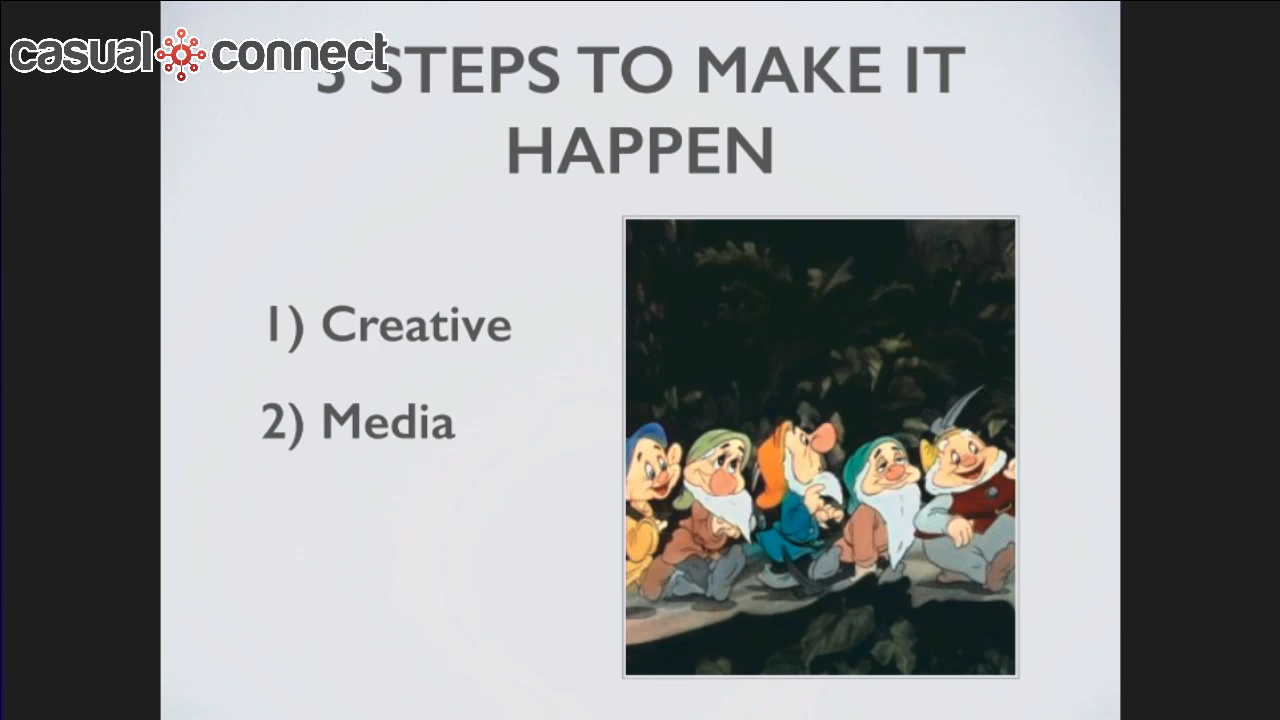 casual connect
STEPS TO MAKE IT
HAPPEN
1) Creative
2) Media